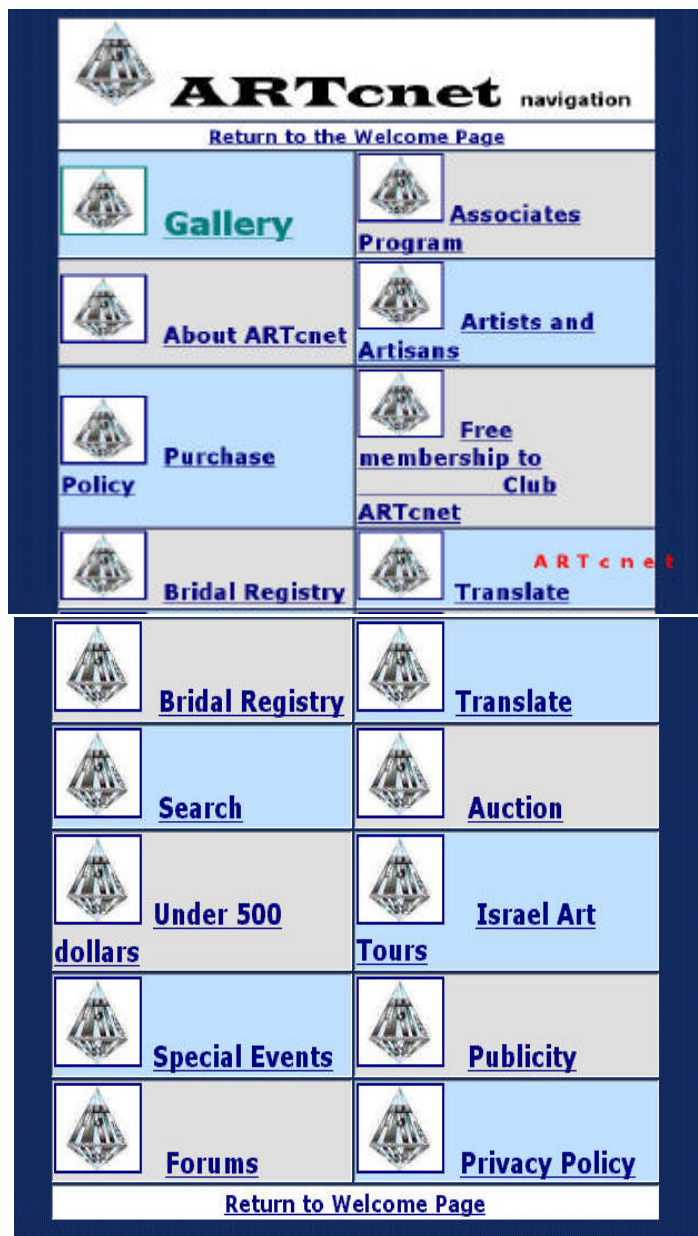 ARTcnet navigation
Return to the Welcome Page
Gallery
Associates
Program
About ARTcnet
Artists and
Artisans
Purchase
Policy
Free
membership to
Club
ARTcnet
ARTcnet
Bridal Registry
Translate
Bridal Registry
Translate
Search
Auction
Under 500
dollars
Israel Art
Tours
Special Events
Publicity
Forums
Privacy Policy
Return to Welcome Page